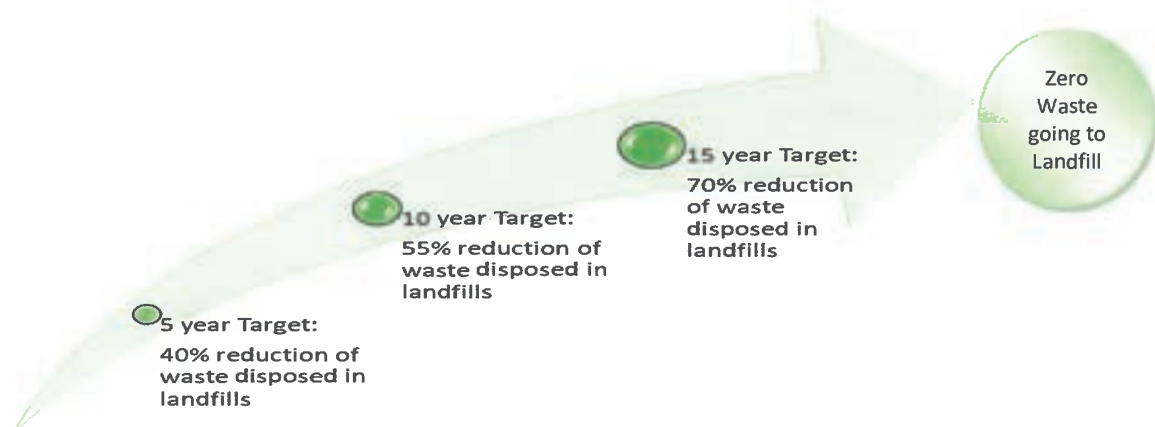 5 year Target:
40% reduction of
waste disposed in
landfills
10 year Target:
55% reduction of
waste disposed in
landfills
15 year Target:
70% reduction
of waste
disposed in
landfills
Zero
Waste
going to
Landfill